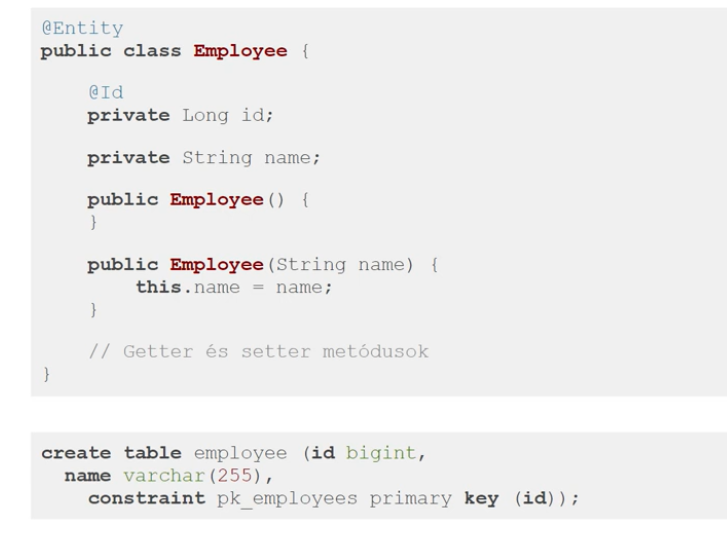 @Entity
public class Employee {
@Id
private Long id;
private String name;
public Employee() {
}
public Employee(String name) {
this.name = name;
}
// Getter és setter metódusok
}
create table employee (id bigint,
name varchar(255),
constraint pk_employees primary key (id));